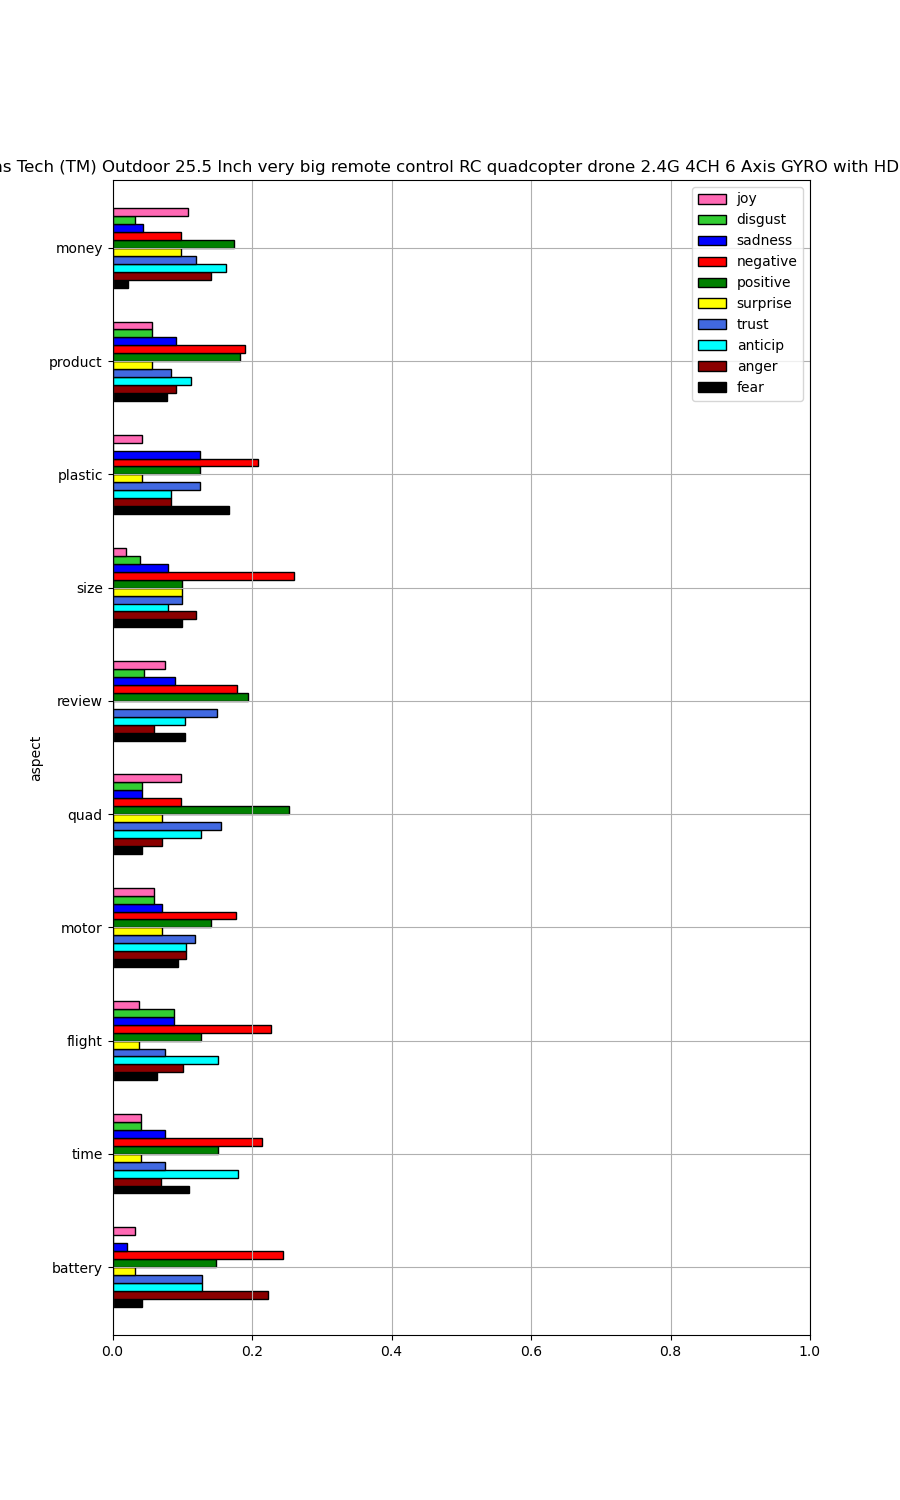 Tech (TM) Outdoor 25.5 Inch very big remote control RC quadcopter drone 2.4G 4CH 6 Axis GYRO with HD
joy
disgust
sadness
negative
positive
surprise
trust
anticip
anger
fear
money
product
plastic
size
review
quad
motor
flight
time
battery
aspect
0.0 0.2 0.4 0.6 0.8 1.0